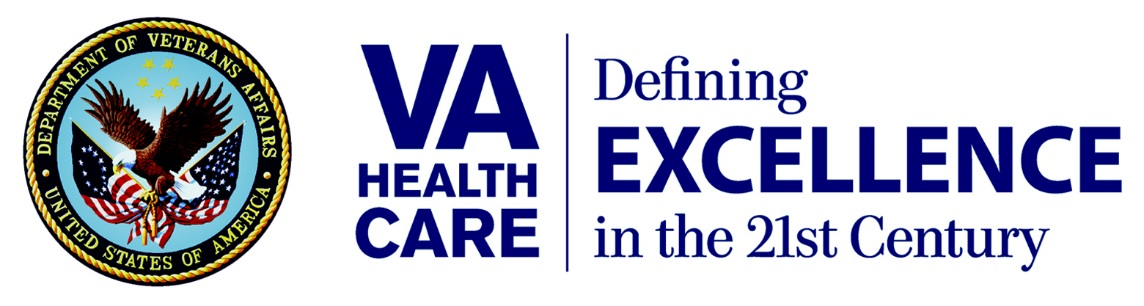 DEPARTMENT OF VETERANS AFFAIRS
UNITED STATES OF AMERICA
VA
HEALTH
CARE
Defining
EXCELLENCE
in the 21st Century